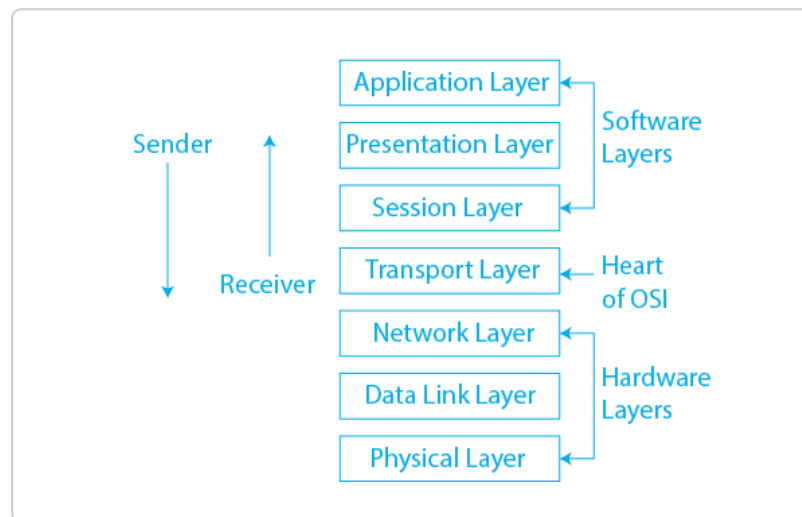 Application Layer
Software
Layers
Sender
Presentation Layer
Session Layer
Transport Layer
Heart
of OSI
Receiver
Network Layer
Data Link Layer
Hardware
Layers
Physical Layer